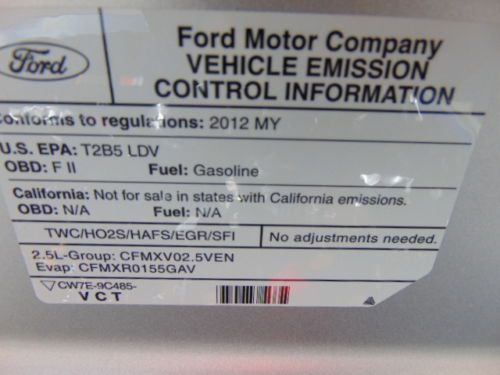 Ford
Ford Motor Company
VEHICLE EMISSION
CONTROL INFORMATION
Conforms to regulations: 2012 MY
U.S. EPA: T2B5 LDV
OBD: F II Fuel: Gasoline
California: Not for sale in states with California emissions.
OBD: N/A Fuel: N/A
TWC/HO2S/HAFS/EGR/SFI No adjustments needed.
2.5L-Group: CFMXV02.5VEN
Evap: CFMXR0155GAV
CW7E-9C485-
VCT